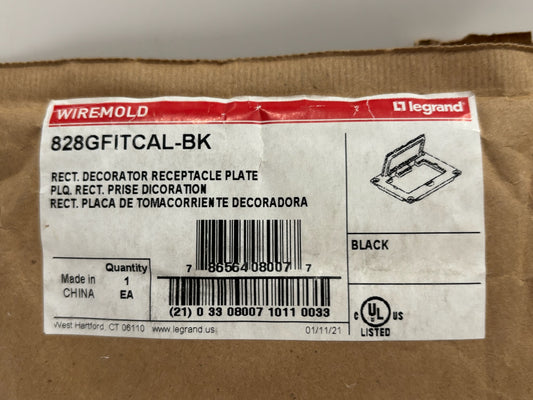 WIREMOLD
legrand
828GFITCAL-BK
RECT. DECORATOR RECEPTACLE PLATE
PLQ. RECT. PRISE DICORATION
RECT. PLACA DE TOMACORRIENTE DECORADORA
BLACK
7 86564 08007 7
Made in
CHINA
Quantity
1
EA
(21) 0 33 08007 1011 0033
West Hartford, CT 06110 www.legrand.us 01/11/21
C UL US
LISTED